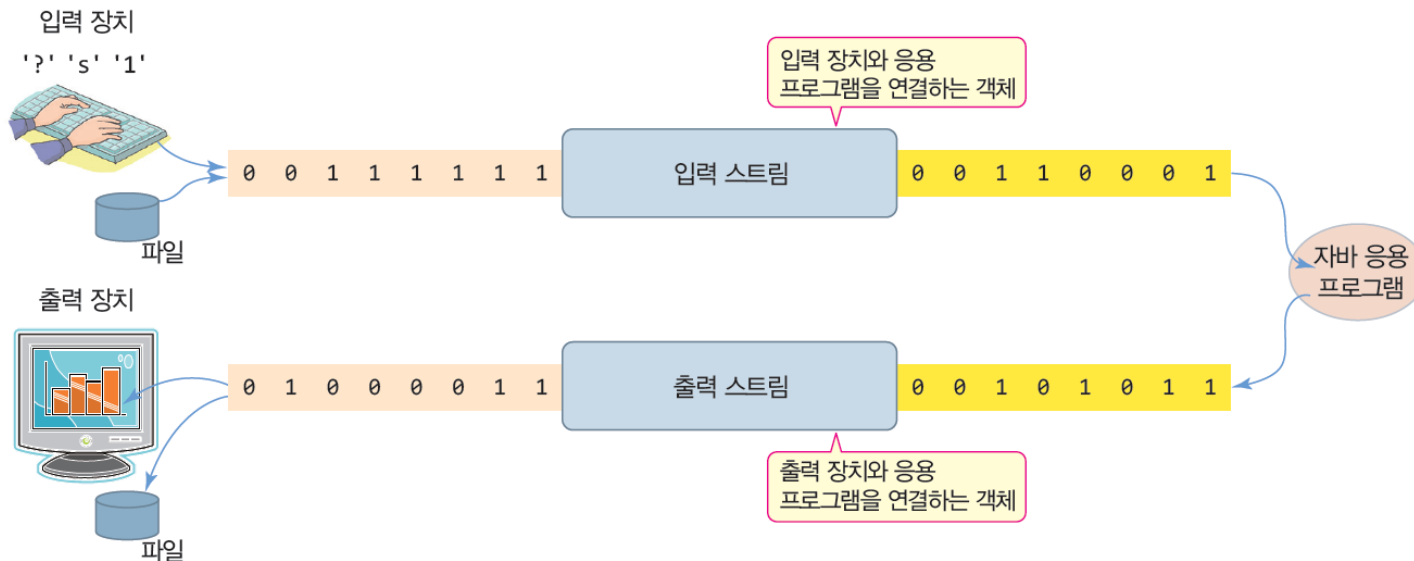 입력 장치
'?' 's' '1'
입력 장치와 응용
프로그램을 연결하는 객체
0 0 1 1 1 1 1 1
입력 스트림
0 0 1 1 0 0 0 1
파일
자바 응용
프로그램
출력 장치
0 1 0 0 0 0 1 1
출력 스트림
0 0 1 0 1 0 1 1
출력 장치와 응용
프로그램을 연결하는 객체
파일